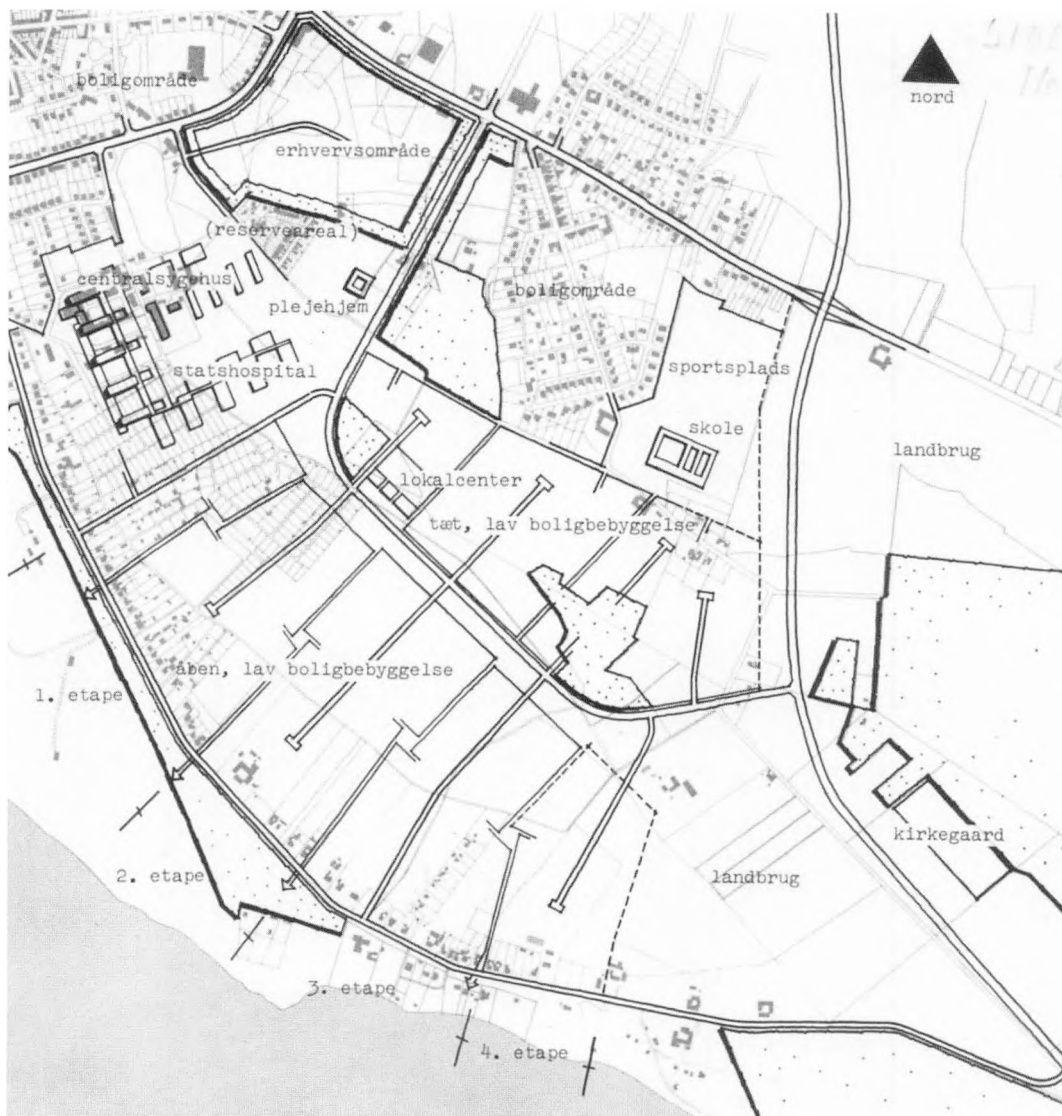 boligområde
nord
erhvervsområde
(reserveareal)
centralsygehus
plejehjem
boligområde
statshospital
sportsplads
skole
landbrug
lokalcenter
tæt, lav boligbebyggelse
åben, lav boligbebyggelse
1. etape
kirkegaard
2. etape
landbrug
3. etape
4. etape